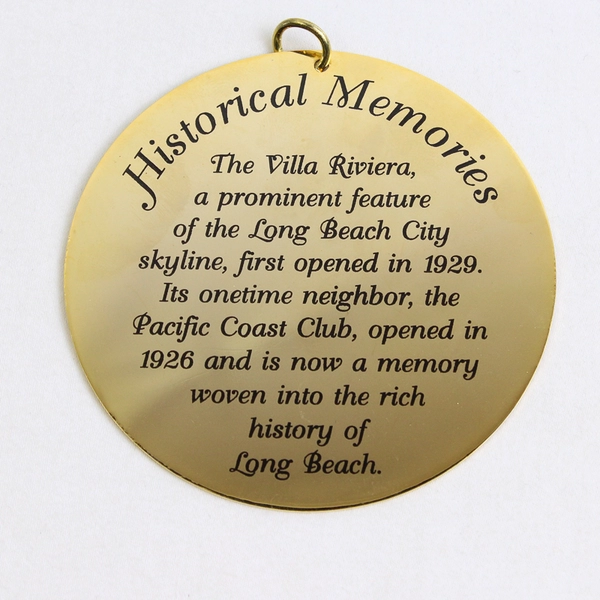 Historical Memories
The Villa Riviera,
a prominent feature
of the Long Beach City
skyline, first opened in 1929.
Its onetime neighbor, the
Pacific Coast Club, opened in
1926 and is now a memory
woven into the rich
history of
Long Beach.